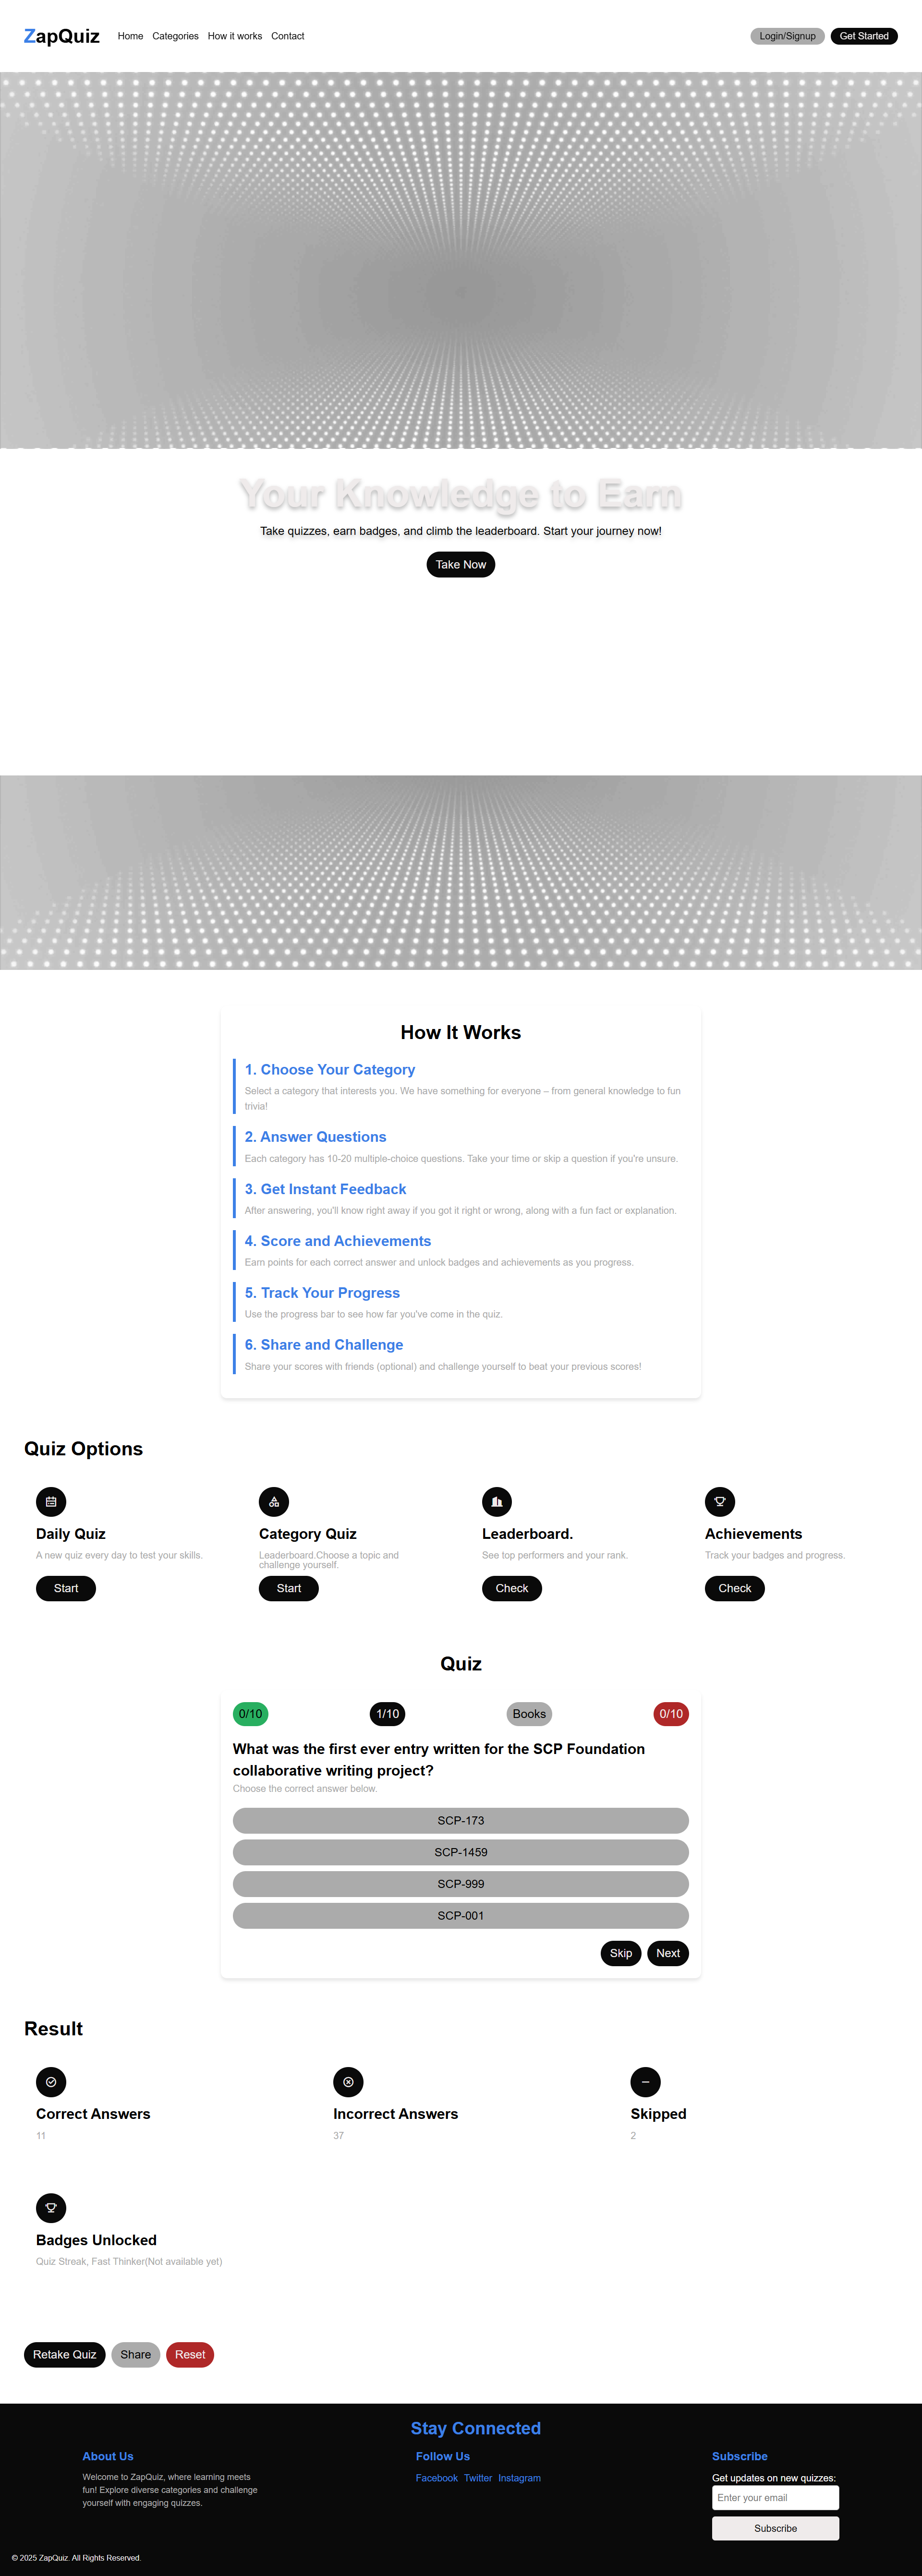 ZapQuiz
Home Categories How it works Contact
Login/Signup Get Started
Your Knowledge to Earn
Take quizzes, earn badges, and climb the leaderboard. Start your journey now!
Take Now
How It Works
1. Choose Your Category
Select a category that interests you. We have something for everyone – from general knowledge to fun
trivia!
2. Answer Questions
Each category has 10-20 multiple-choice questions. Take your time or skip a question if you're unsure.
3. Get Instant Feedback
After answering, you'll know right away if you got it right or wrong, along with a fun fact or explanation.
4. Score and Achievements
Earn points for each correct answer and unlock badges and achievements as you progress.
5. Track Your Progress
Use the progress bar to see how far you've come in the quiz.
6. Share and Challenge
Share your scores with friends (optional) and challenge yourself to beat your previous scores!
Quiz Options
Daily Quiz
A new quiz every day to test your skills.
Start
Category Quiz
Leaderboard.Choose a topic and
challenge yourself.
Start
Leaderboard.
See top performers and your rank.
Check
Achievements
Track your badges and progress.
Check
Quiz
0/10 1/10 Books 0/10
What was the first ever entry written for the SCP Foundation
collaborative writing project?
Choose the correct answer below.
SCP-173
SCP-1459
SCP-999
SCP-001
Skip Next
Result
Correct Answers
11
Incorrect Answers
37
Skipped
2
Badges Unlocked
Quiz Streak, Fast Thinker(Not available yet)
Retake Quiz Share Reset
Stay Connected
About Us
Welcome to ZapQuiz, where learning meets
fun! Explore diverse categories and challenge
yourself with engaging quizzes.
Follow Us
Facebook Twitter Instagram
Subscribe
Get updates on new quizzes:
Enter your email
Subscribe
© 2025 ZapQuiz. All Rights Reserved.